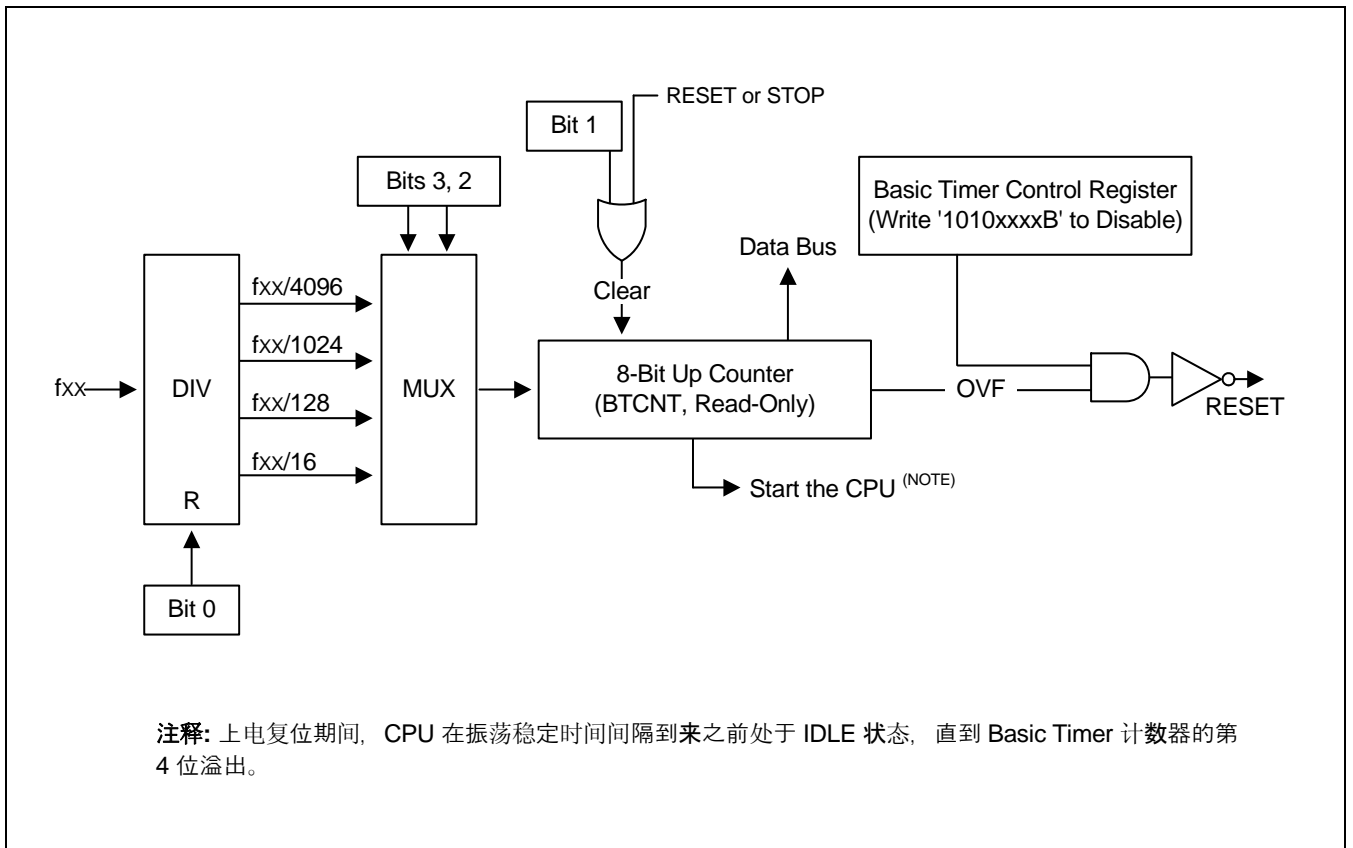 RESET or STOP
Bit 1
Bits 3, 2
Basic Timer Control Register
(Write '1010xxxxB' to Disable)
Data Bus
Clear
fxx/4096
fxx/1024
fxx/128
fxx/16
fxx
DIV
R
MUX
8-Bit Up Counter
(BTCNT, Read-Only)
OVF
RESET
Start the CPU (NOTE)
Bit 0
注释: 上电复位期间, CPU 在振荡稳定时间间隔到来之前处于 IDLE 状态, 直到 Basic Timer 计数器的第
4 位溢出。